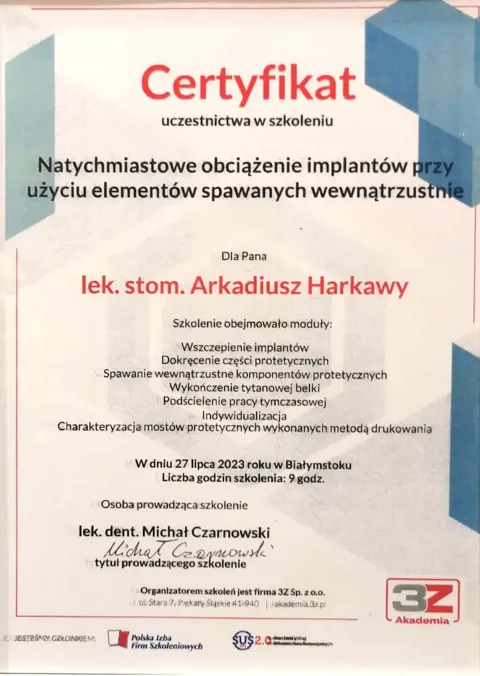 Certyfikat
uczestnictwa w szkoleniu
Natychmiastowe obciążenie implantów przy
użyciu elementów spawanych wewnątrzustnie
Dla Pana
lek. stom. Arkadiusz Harkawy
Szkolenie obejmowało moduły:
Wszczepienie implantów
Dokręcenie części protetycznych
Spawanie wewnątrzustne komponentów protetycznych
Wykończenie tytanowej belki
Podścielenie pracy tymczasowej
Indywidualizacja
Charakteryzacja mostów protetycznych wykonanych metodą drukowania
W dniu 27 lipca 2023 roku w Białymstoku
Liczba godzin szkolenia: 9 godz.
Osoba prowadząca szkolenie
lek. dent. Michał Czarnowski
Michał Czarnowski
tytuł prowadzącego szkolenie
Organizatorem szkoleń jest firma 3Z Sp. z o.o.
ul. Stara 7, Piekary Śląskie 41-940 | akademia.3z.pl
3Z
Akademia
JESTEŚMY CZŁONKIEM:
Polska Izba
Firm Szkoleniowych
SUS 2.0